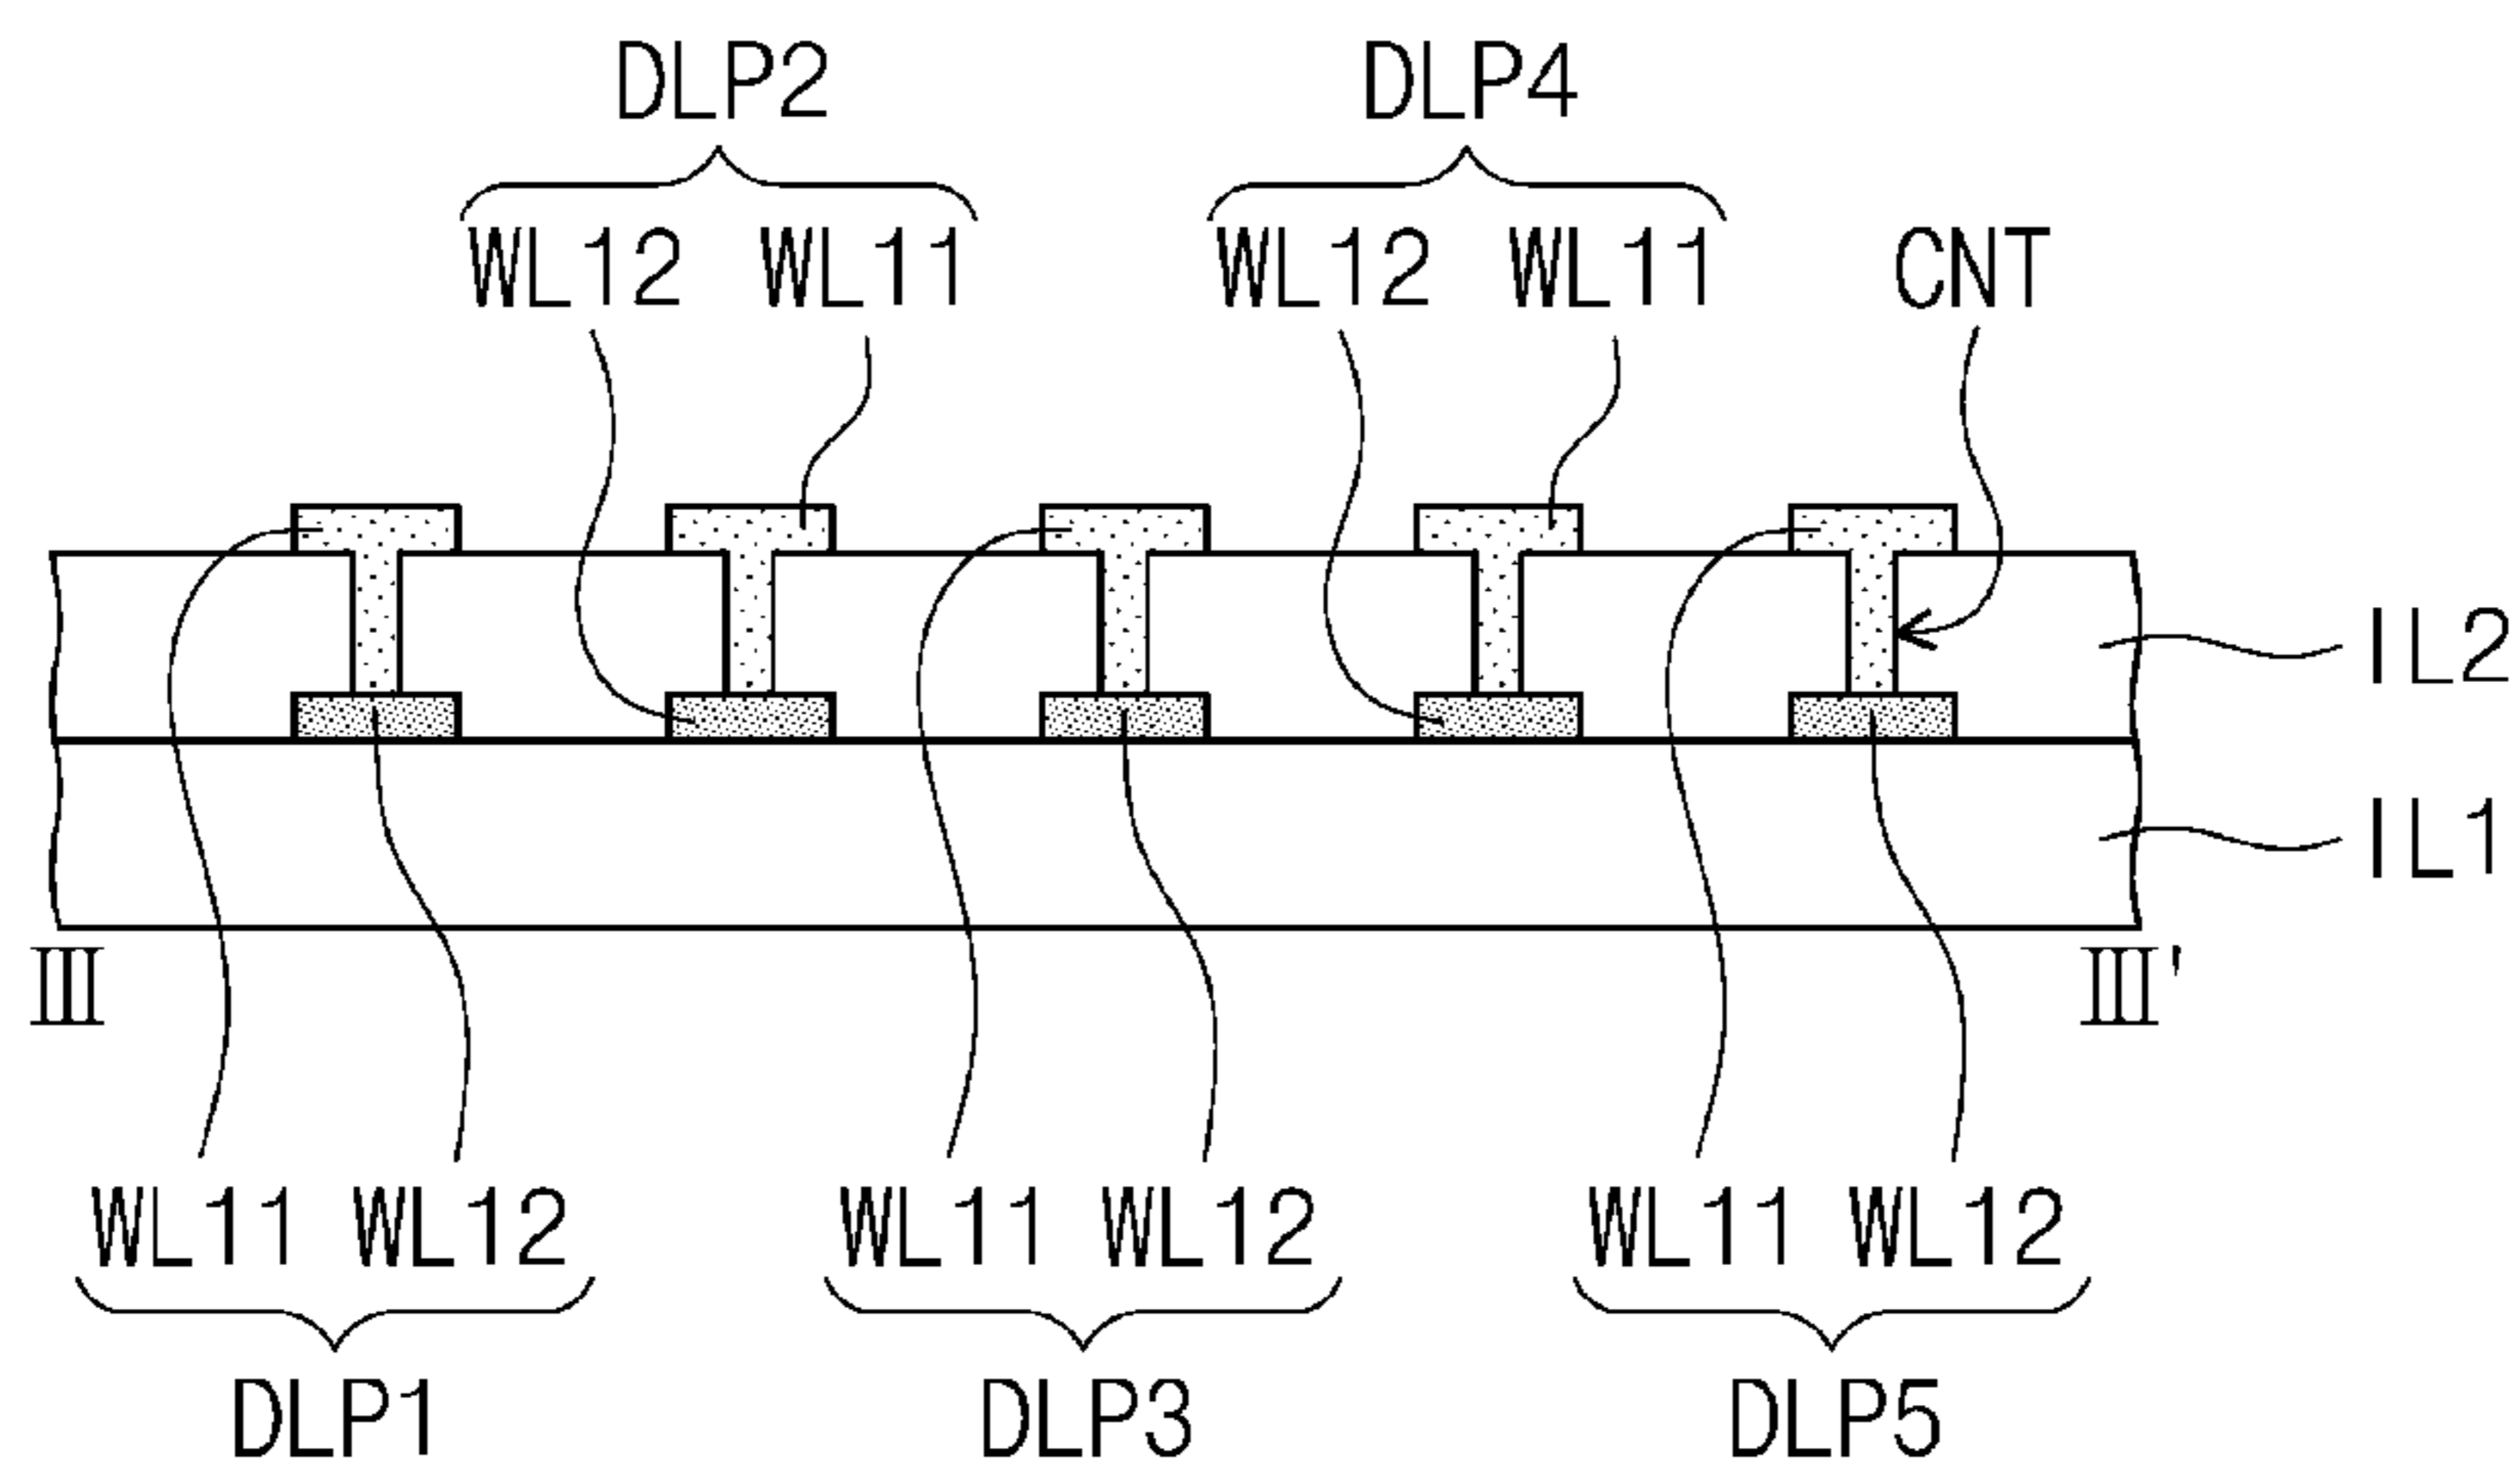 DLP2 DLP4
WL12 WL11 WL12 WL11 CNT
IL2
IL1
Ⅲ Ⅲ'
WL11 WL12 WL11 WL12 WL11 WL12
DLP1 DLP3 DLP5